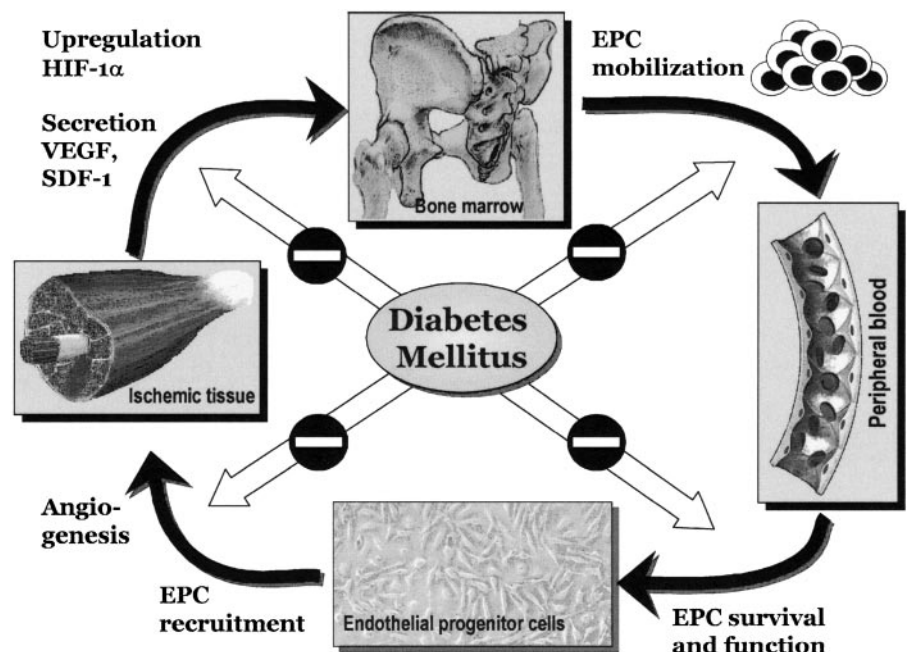 Upregulation
HIF-1α
Secretion
VEGF,
SDF-1
Bone marrow
EPC
mobilization
Diabetes
Mellitus
Ischemic tissue
Peripheral blood
Angio-
genesis
EPC
recruitment
Endothelial progenitor cells
EPC survival
and function